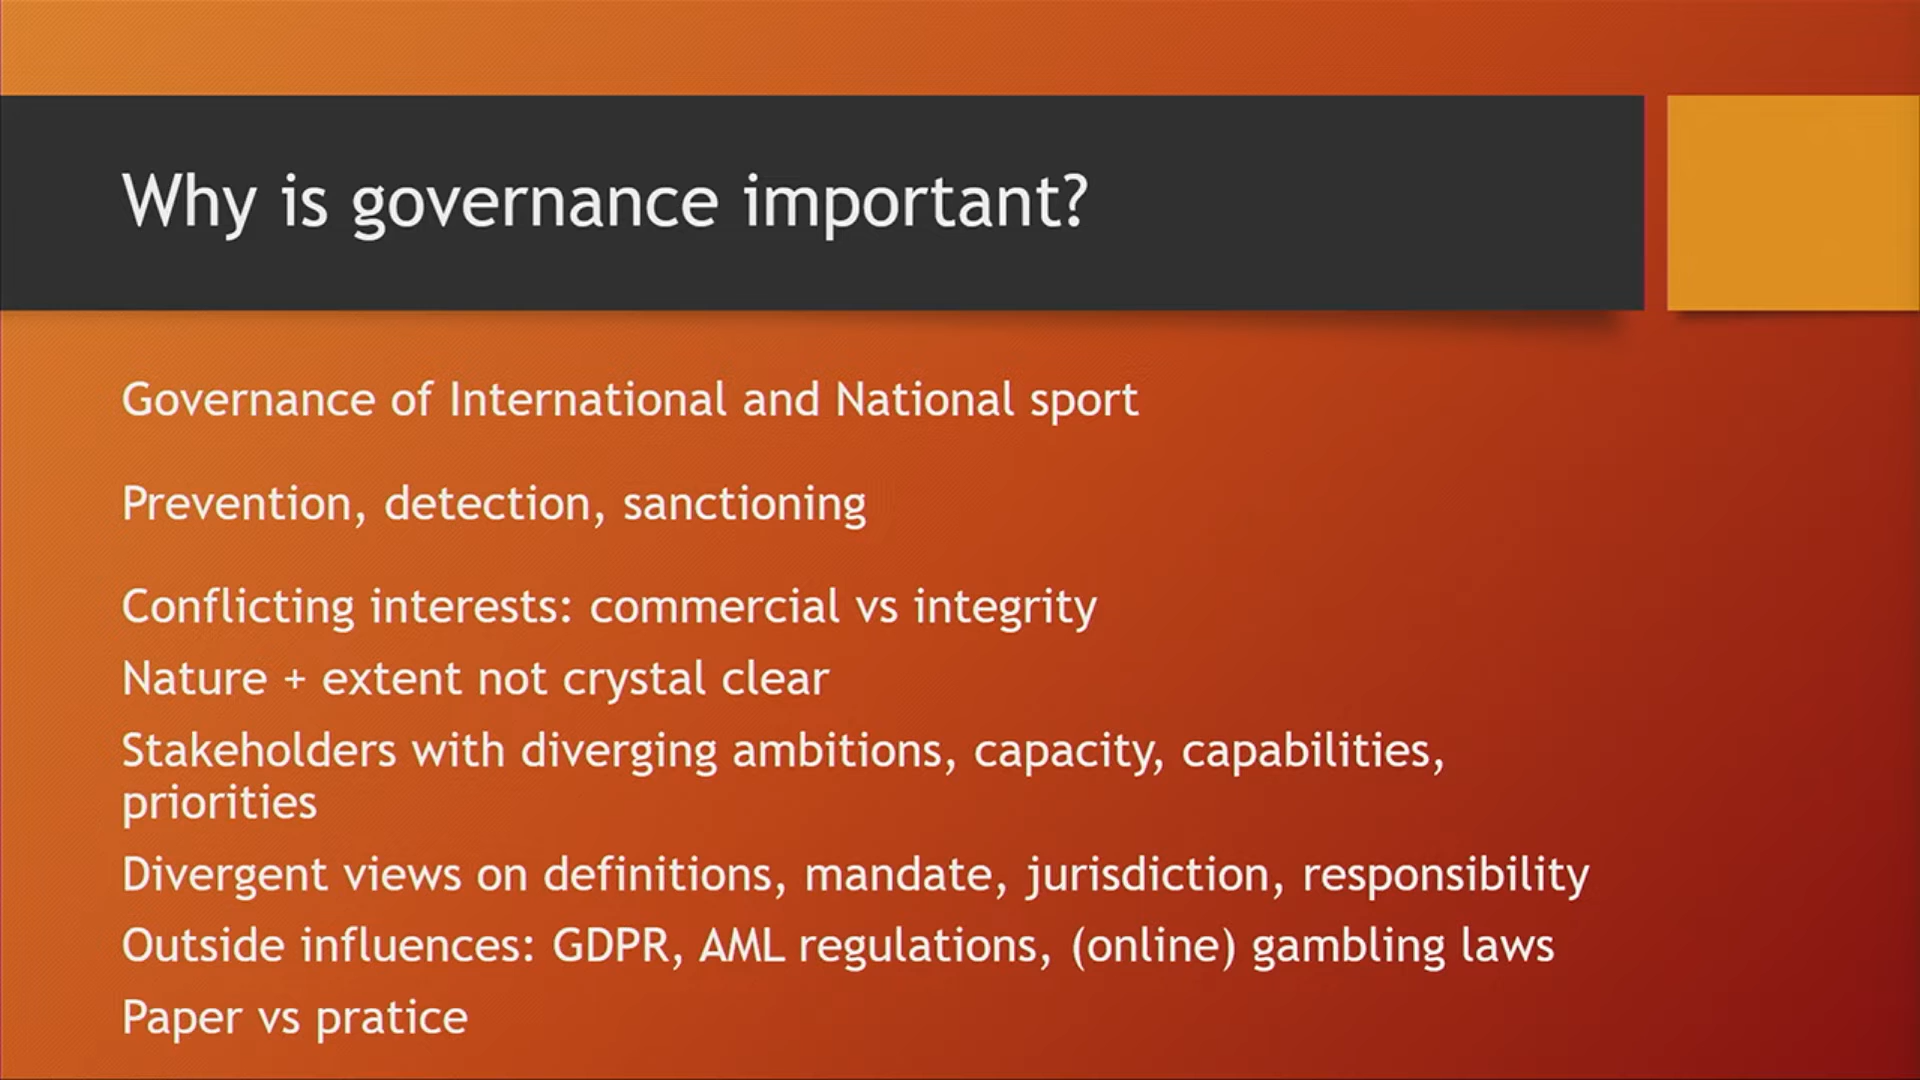 Why is governance important?
Governance of International and National sport
Prevention, detection, sanctioning
Conflicting interests: commercial vs integrity
Nature + extent not crystal clear
Stakeholders with diverging ambitions, capacity, capabilities,
priorities
Divergent views on definitions, mandate, jurisdiction, responsibility
Outside influences: GDPR, AML regulations, (online) gambling laws
Paper vs pratice